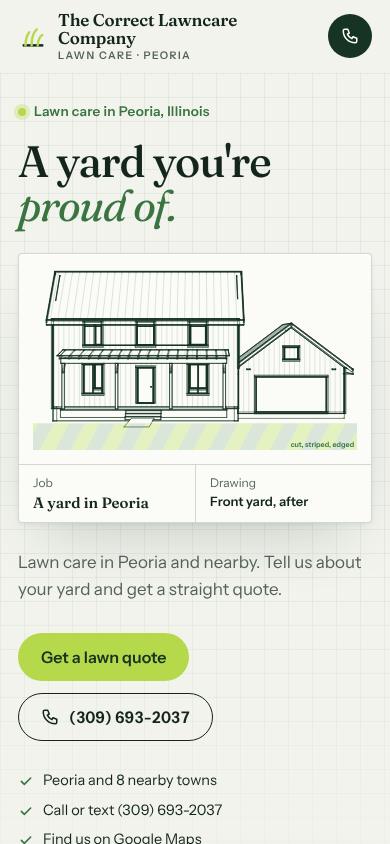 The Correct Lawncare
Company
LAWN CARE · PEORIA
Lawn care in Peoria, Illinois
A yard you're
proud of.
cut, striped, edged
Job
A yard in Peoria
Drawing
Front yard, after
Lawn care in Peoria and nearby. Tell us about
your yard and get a straight quote.
Get a lawn quote
(309) 693-2037
Peoria and 8 nearby towns
Call or text (309) 693-2037
Find us on Google Maps